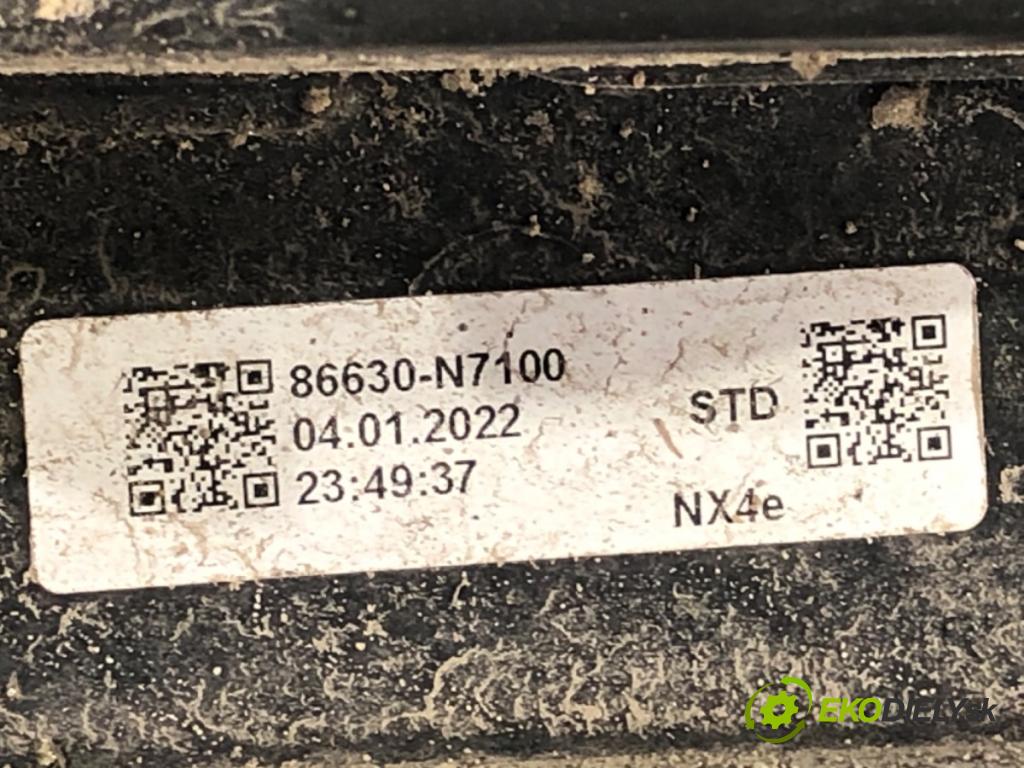 86630-N7100
04.01.2022
23:49:37
STD
NX4e
EKODIELY.sk